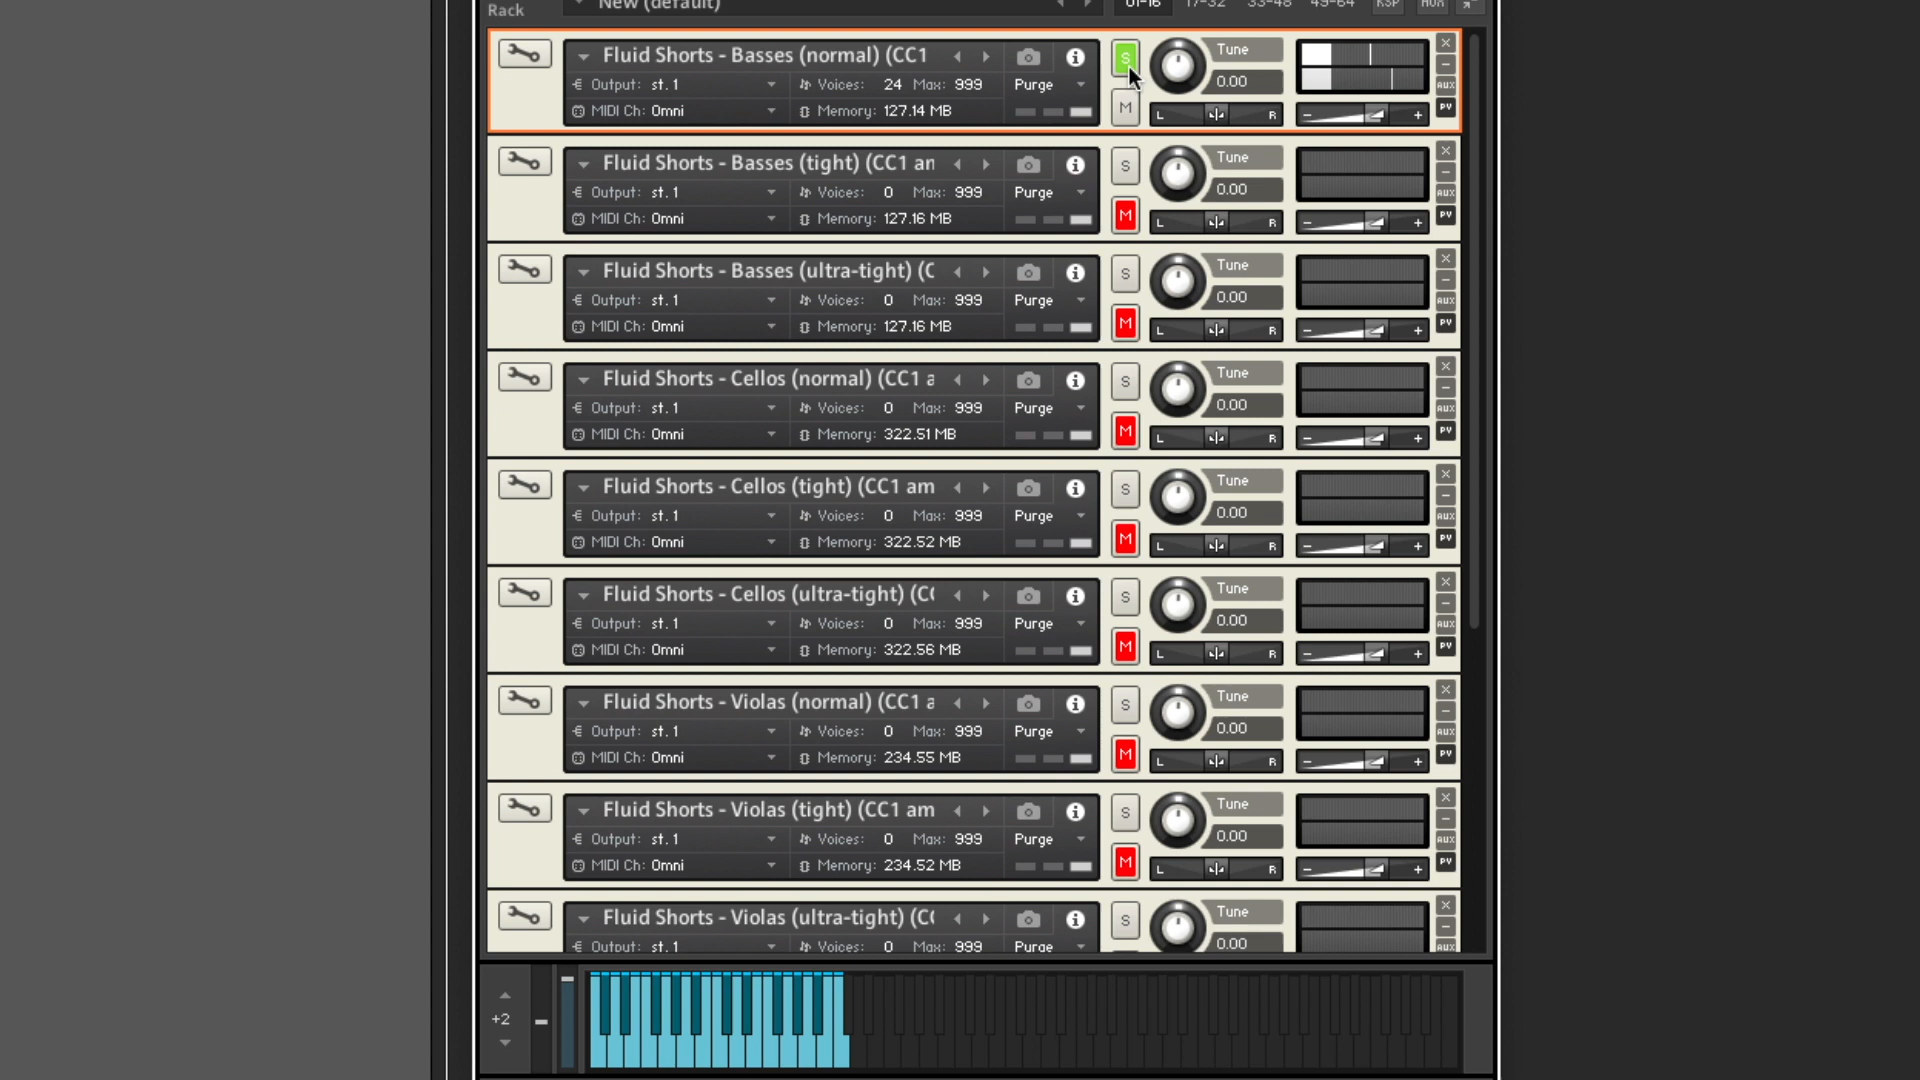 Rack New (default) 01-16 17-32 33-48 49-64 KSP AUX
Fluid Shorts - Basses (normal) (CC1 S Tune
Output: st. 1 Voices: 24 Max: 999 Purge 0.00 AUX
MIDI Ch: Omni Memory: 127.14 MB M L R - + PV
Fluid Shorts - Basses (tight) (CC1 an S Tune
Output: st. 1 Voices: 0 Max: 999 Purge 0.00 AUX
MIDI Ch: Omni Memory: 127.16 MB M L R - + PV
Fluid Shorts - Basses (ultra-tight) (C S Tune
Output: st. 1 Voices: 0 Max: 999 Purge 0.00 AUX
MIDI Ch: Omni Memory: 127.16 MB M L R - + PV
Fluid Shorts - Cellos (normal) (CC1 a S Tune
Output: st. 1 Voices: 0 Max: 999 Purge 0.00 AUX
MIDI Ch: Omni Memory: 322.51 MB M L R - + PV
Fluid Shorts - Cellos (tight) (CC1 am S Tune
Output: st. 1 Voices: 0 Max: 999 Purge 0.00 AUX
MIDI Ch: Omni Memory: 322.52 MB M L R - + PV
Fluid Shorts - Cellos (ultra-tight) (C S Tune
Output: st. 1 Voices: 0 Max: 999 Purge 0.00 AUX
MIDI Ch: Omni Memory: 322.56 MB M L R - + PV
Fluid Shorts - Violas (normal) (CC1 a S Tune
Output: st. 1 Voices: 0 Max: 999 Purge 0.00 AUX
MIDI Ch: Omni Memory: 234.55 MB M L R - + PV
Fluid Shorts - Violas (tight) (CC1 am S Tune
Output: st. 1 Voices: 0 Max: 999 Purge 0.00 AUX
MIDI Ch: Omni Memory: 234.52 MB M L R - + PV
Fluid Shorts - Violas (ultra-tight) (C S Tune
Output: st. 1 Voices: 0 Max: 999 Purge 0.00 AUX
+2